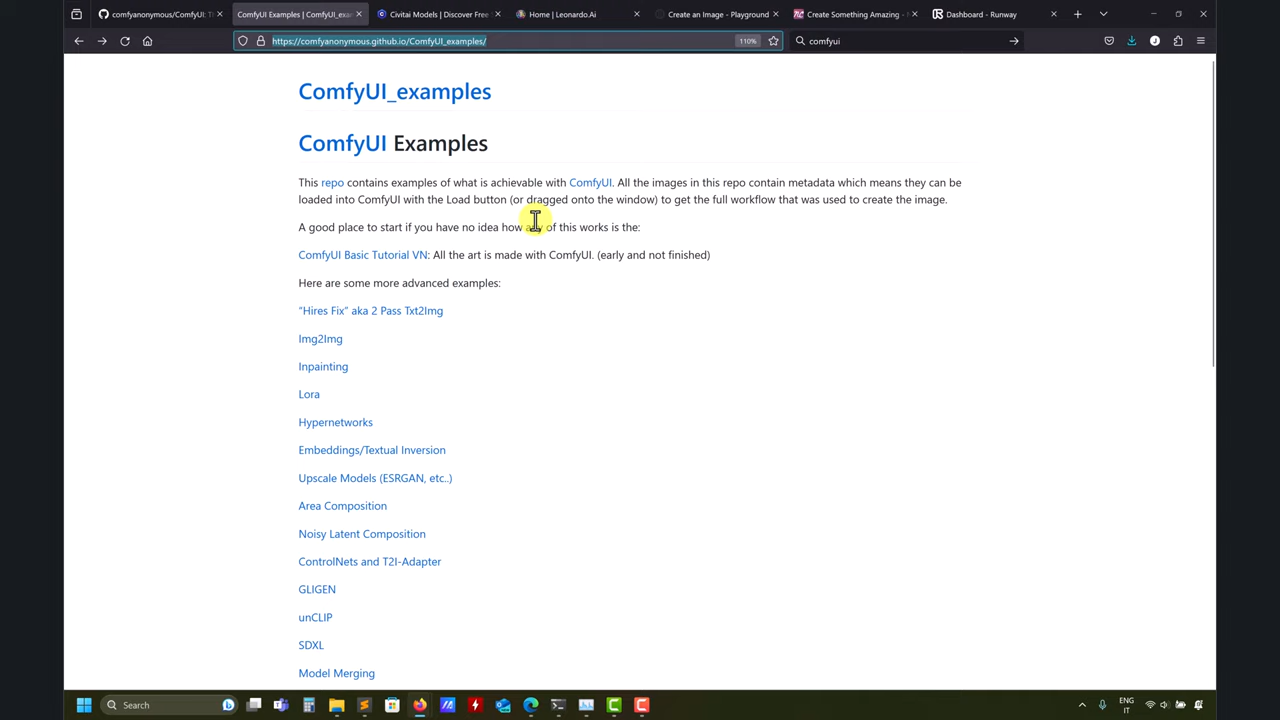 comfyanonymous/ComfyUI: Th
ComfyUI Examples | ComfyUI_exa
Civitai Models | Discover Free S
Home | Leonardo.Ai
Create an Image - Playground
Create Something Amazing -
Dashboard - Runway
https://comfyanonymous.github.io/ComfyUI_examples/
110%
comfyui
ComfyUI_examples
ComfyUI Examples
This repo contains examples of what is achievable with ComfyUI. All the images in this repo contain metadata which means they can be
loaded into ComfyUI with the Load button (or dragged onto the window) to get the full workflow that was used to create the image.
A good place to start if you have no idea how any of this works is the:
ComfyUI Basic Tutorial VN: All the art is made with ComfyUI. (early and not finished)
Here are some more advanced examples:
“Hires Fix” aka 2 Pass Txt2Img
Img2Img
Inpainting
Lora
Hypernetworks
Embeddings/Textual Inversion
Upscale Models (ESRGAN, etc..)
Area Composition
Noisy Latent Composition
ControlNets and T2I-Adapter
GLIGEN
unCLIP
SDXL
Model Merging
Search
ENG
IT